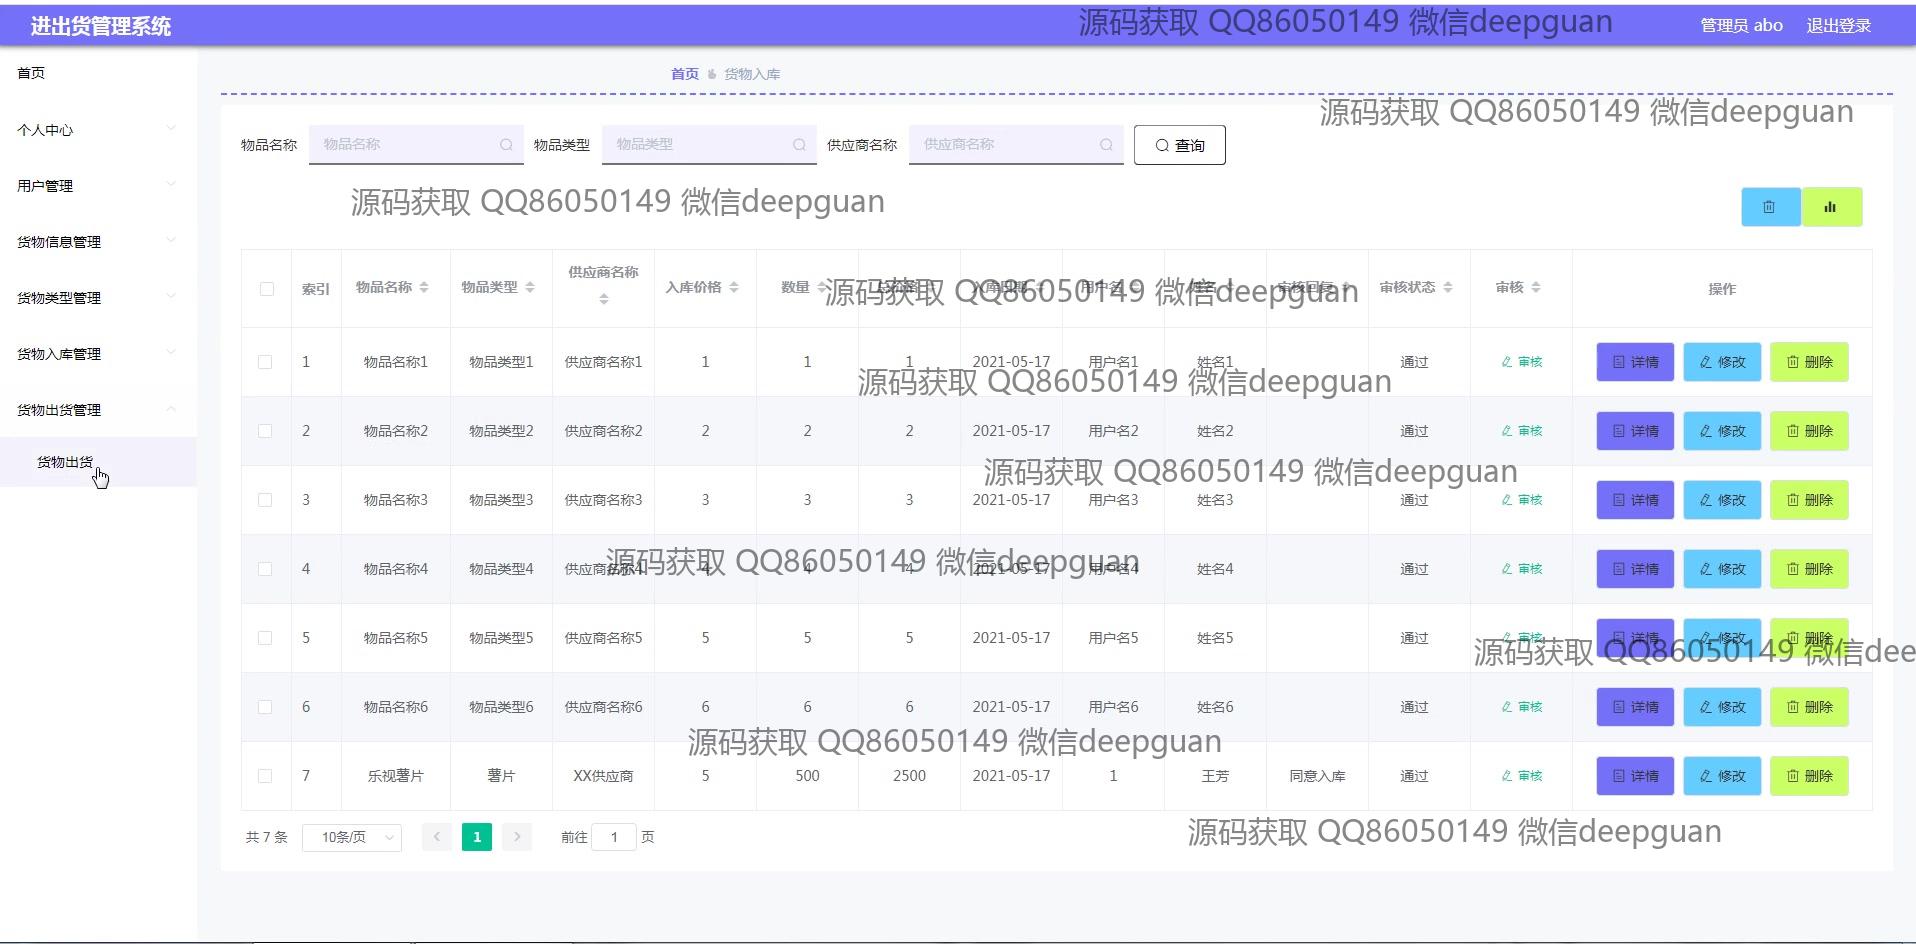 进出货管理系统
源码获取 QQ86050149 微信deepguan
管理员 abo 退出登录
首页
个人中心
用户管理
货物信息管理
货物类型管理
货物入库管理
货物出货管理
货物出货
首页 货物入库
源码获取 QQ86050149 微信deepguan
物品名称 物品名称 物品类型 物品类型 供应商名称 供应商名称 查询
源码获取 QQ86050149 微信deepguan
索引 物品名称 物品类型 供应商名称 入库价格 数量 总价格 入库日期 用户名 姓名 审核回复 审核状态 审核 操作
源码获取 QQ86050149 微信deepguan
1 物品名称1 物品类型1 供应商名称1 1 1 1 2021-05-17 用户名1 姓名1 通过 审核 详情 修改 删除
源码获取 QQ86050149 微信deepguan
2 物品名称2 物品类型2 供应商名称2 2 2 2 2021-05-17 用户名2 姓名2 通过 审核 详情 修改 删除
源码获取 QQ86050149 微信deepguan
3 物品名称3 物品类型3 供应商名称3 3 3 3 2021-05-17 用户名3 姓名3 通过 审核 详情 修改 删除
源码获取 QQ86050149 微信deepguan
4 物品名称4 物品类型4 供应商名称4 4 4 4 2021-05-17 用户名4 姓名4 通过 审核 详情 修改 删除
5 物品名称5 物品类型5 供应商名称5 5 5 5 2021-05-17 用户名5 姓名5 通过 审核 详情 修改 删除
源码获取 QQ86050149 微信dee
6 物品名称6 物品类型6 供应商名称6 6 6 6 2021-05-17 用户名6 姓名6 通过 审核 详情 修改 删除
源码获取 QQ86050149 微信deepguan
7 乐视薯片 薯片 XX供应商 5 500 2500 2021-05-17 1 王芳 同意入库 通过 审核 详情 修改 删除
共 7 条 10条/页 1 前往 1 页
源码获取 QQ86050149 微信deepguan